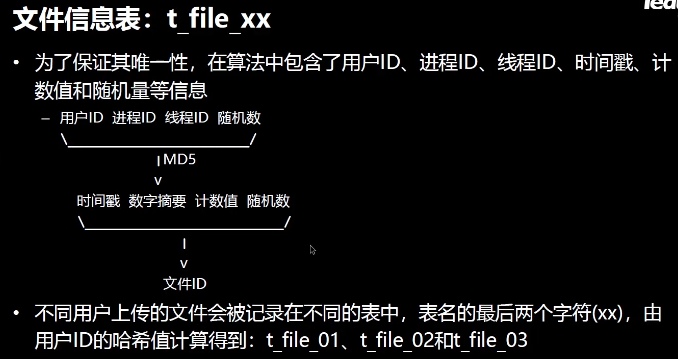 文件信息表：t_file_xx
• 为了保证其唯一性，在算法中包含了用户ID、进程ID、线程ID、时间戳、计
数值和随机量等信息
– 用户ID 进程ID 线程ID 随机数
\_______________________/
|MD5
v
时间戳 数字摘要 计数值 随机数
\_________________________/
|
v
文件ID
• 不同用户上传的文件会被记录在不同的表中，表名的最后两个字符(xx)，由
用户ID的哈希值计算得到：t_file_01、t_file_02和t_file_03